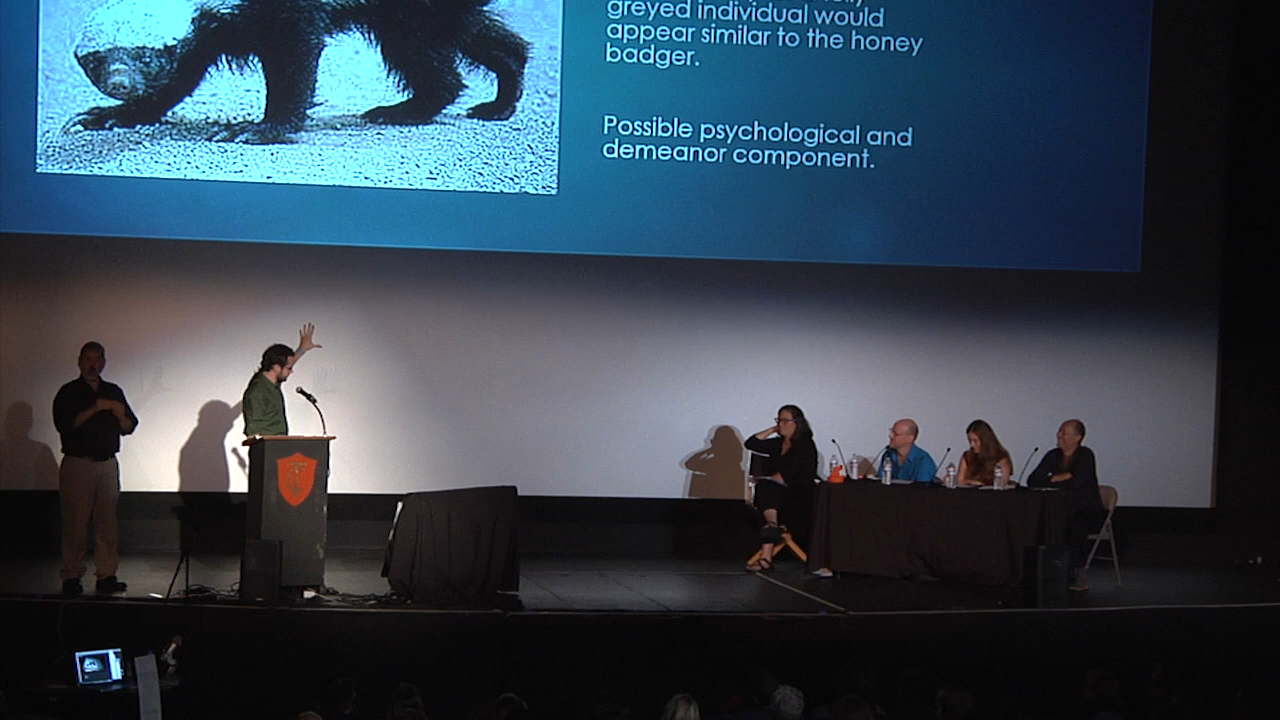 greyed individual would
appear similar to the honey
badger.
Possible psychological and
demeanor component.